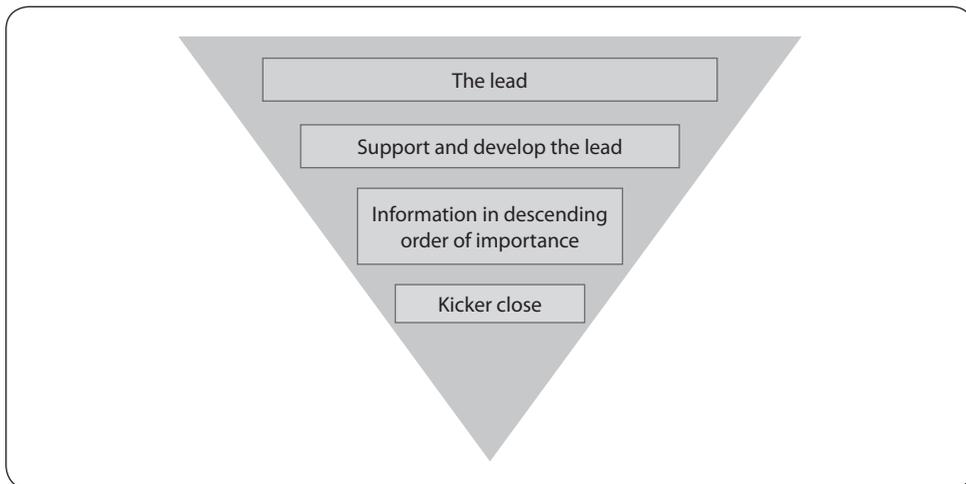 The lead
Support and develop the lead
Information in descending
order of importance
Kicker close